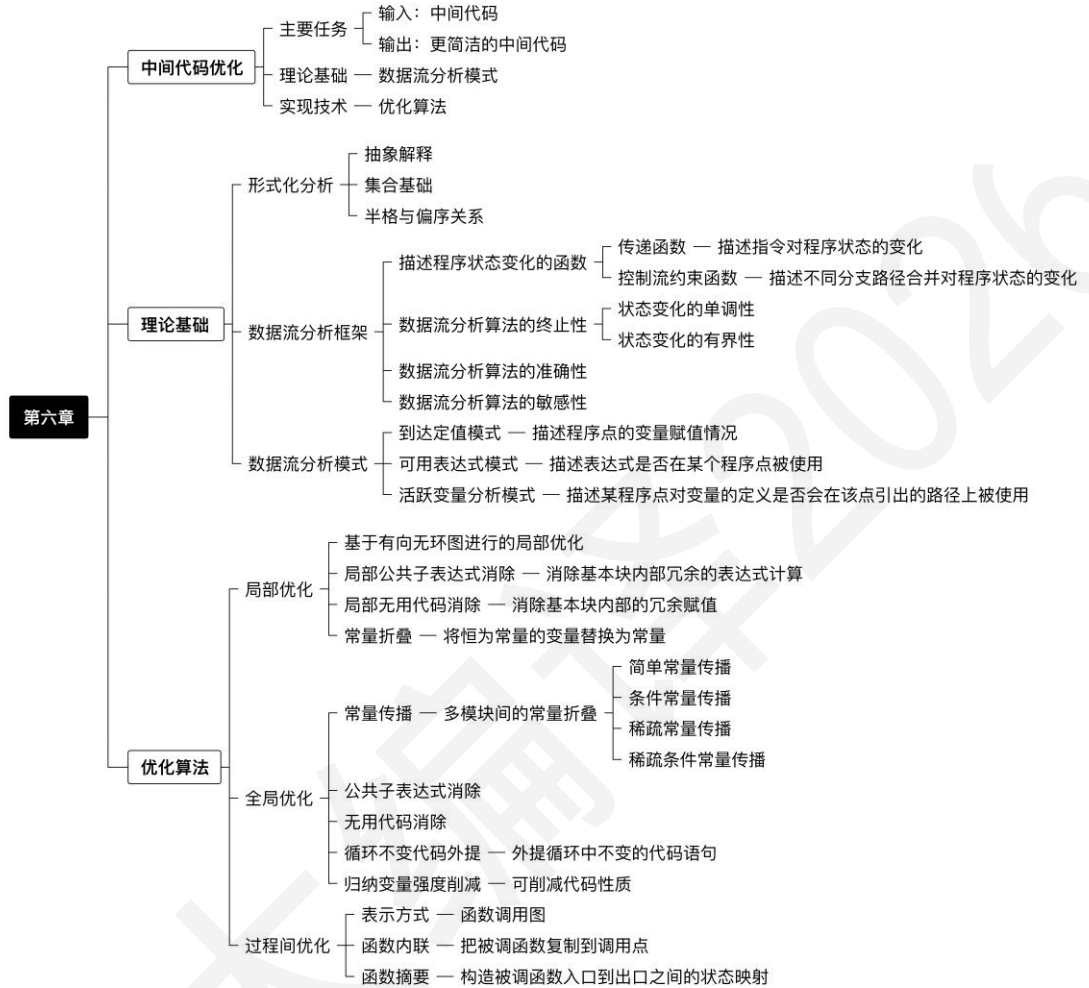 第六章
中间代码优化
主要任务
输入：中间代码
输出：更简洁的中间代码
理论基础
数据流分析模式
实现技术
优化算法
理论基础
形式化分析
抽象解释
集合基础
半格与偏序关系
数据流分析框架
描述程序状态变化的函数
传递函数
描述指令对程序状态的变化
控制流约束函数
描述不同分支路径合并对程序状态的变化
数据流分析算法的终止性
状态变化的单调性
状态变化的有界性
数据流分析算法的准确性
数据流分析算法的敏感性
数据流分析模式
到达定值模式
描述程序点的变量赋值情况
可用表达式模式
描述表达式是否在某个程序点被使用
活跃变量分析模式
描述某程序点对变量的定义是否会在该点引出的路径上被使用
优化算法
局部优化
基于有向无环图进行的局部优化
局部公共子表达式消除
消除基本块内部冗余的表达式计算
局部无用代码消除
消除基本块内部的冗余赋值
常量折叠
将恒为常量的变量替换为常量
全局优化
常量传播
多模块间的常量折叠
简单常量传播
条件常量传播
稀疏常量传播
稀疏条件常量传播
公共子表达式消除
无用代码消除
循环不变代码外提
外提循环中不变的代码语句
归纳变量强度削减
可削减代码性质
过程间优化
表示方式
函数调用图
函数内联
把被调函数复制到调用点
函数摘要
构造被调函数入口到出口之间的状态映射
编译2026